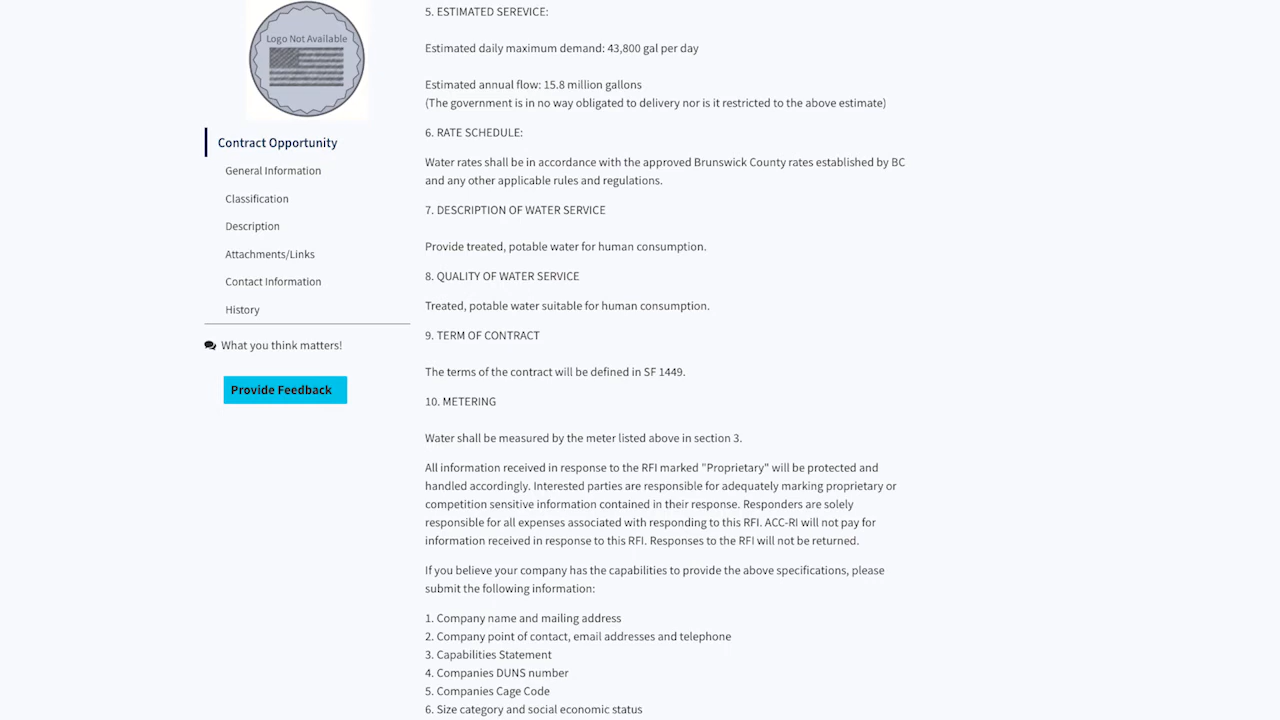 Logo Not Available
Contract Opportunity
General Information
Classification
Description
Attachments/Links
Contact Information
History
What you think matters!
Provide Feedback
5. ESTIMATED SEREVICE:
Estimated daily maximum demand: 43,800 gal per day
Estimated annual flow: 15.8 million gallons
(The government is in no way obligated to delivery nor is it restricted to the above estimate)
6. RATE SCHEDULE:
Water rates shall be in accordance with the approved Brunswick County rates established by BC
and any other applicable rules and regulations.
7. DESCRIPTION OF WATER SERVICE
Provide treated, potable water for human consumption.
8. QUALITY OF WATER SERVICE
Treated, potable water suitable for human consumption.
9. TERM OF CONTRACT
The terms of the contract will be defined in SF 1449.
10. METERING
Water shall be measured by the meter listed above in section 3.
All information received in response to the RFI marked "Proprietary" will be protected and
handled accordingly. Interested parties are responsible for adequately marking proprietary or
competition sensitive information contained in their response. Responders are solely
responsible for all expenses associated with responding to this RFI. ACC-RI will not pay for
information received in response to this RFI. Responses to the RFI will not be returned.
If you believe your company has the capabilities to provide the above specifications, please
submit the following information:
1. Company name and mailing address
2. Company point of contact, email addresses and telephone
3. Capabilities Statement
4. Companies DUNS number
5. Companies Cage Code
6. Size category and social economic status